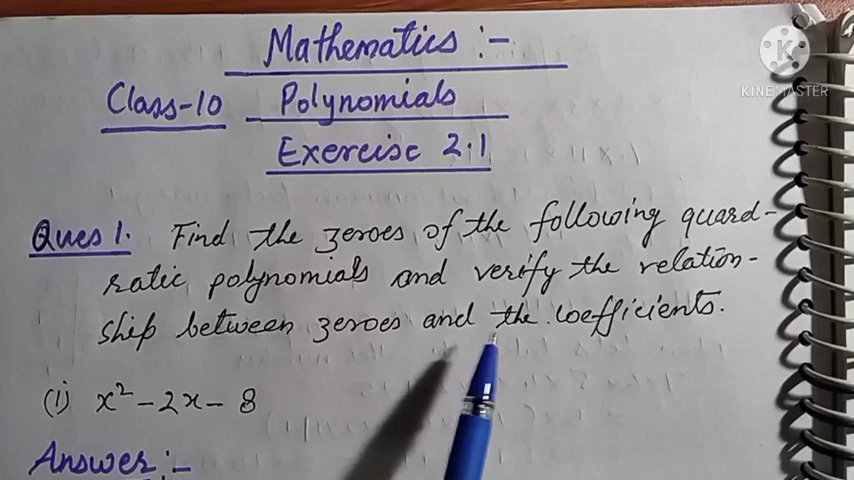 Mathematics :-
Class-10 Polynomials
Exercise 2.1
Ques 1. Find the zeroes of the following quard-
ratic polynomials and verify the relation-
ship between zeroes and the coefficients.
(i) x² - 2x - 8
Answer :-
K
KINEMASTER